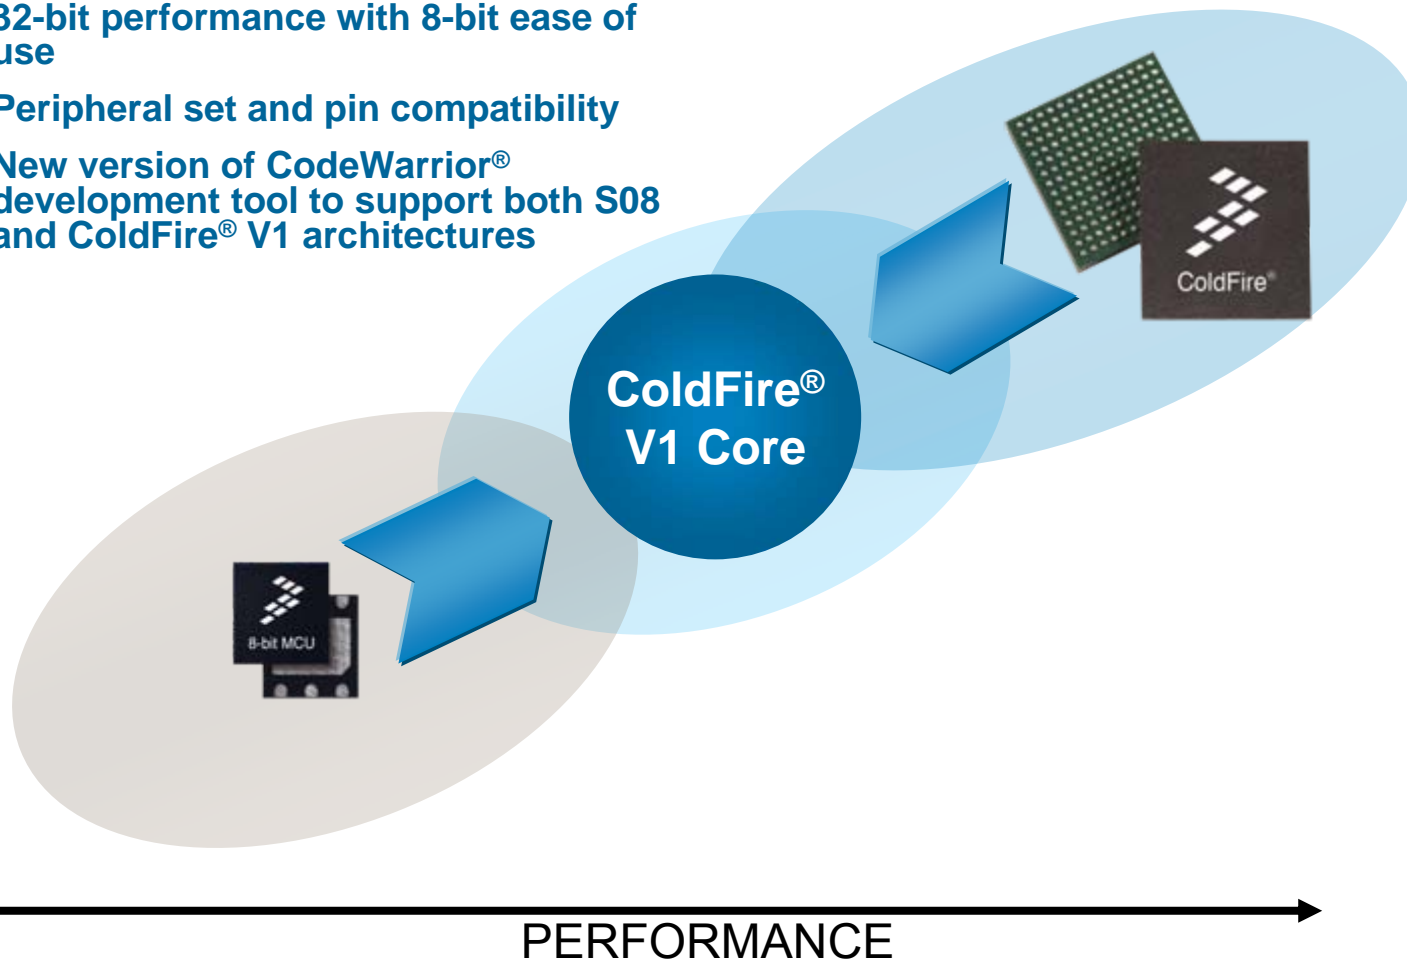 32-bit performance with 8-bit ease of
use
Peripheral set and pin compatibility
New version of CodeWarrior®
development tool to support both S08
and ColdFire® V1 architectures
ColdFire®
ColdFire®
V1 Core
8-bit MCU
PERFORMANCE